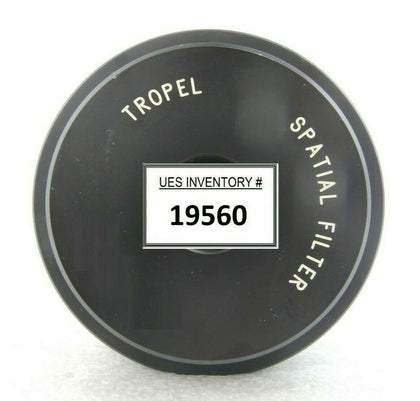 TROPEL
SPATIAL FILTER
UES INVENTORY #
19560